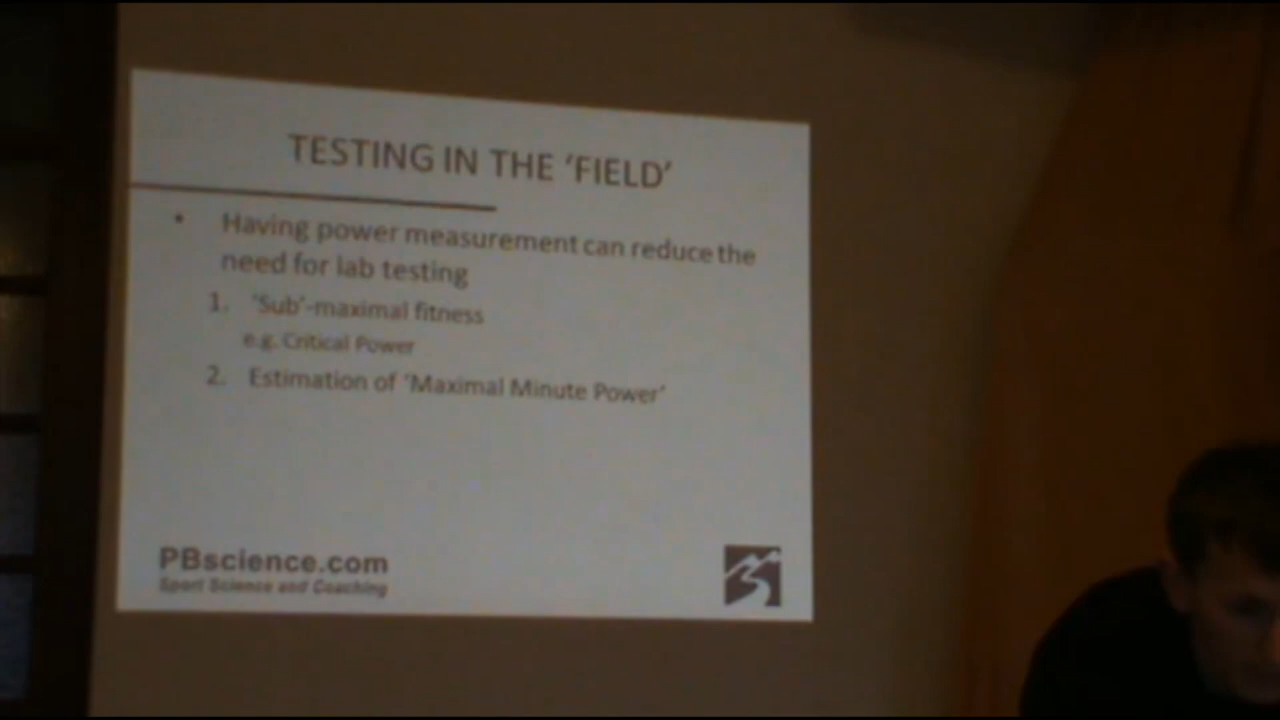 TESTING IN THE ‘FIELD’
• Having power measurement can reduce the
need for lab testing
1. ‘Sub’-maximal fitness
e.g. Critical Power
2. Estimation of ‘Maximal Minute Power’
PBscience.com
Sport Science and Coaching